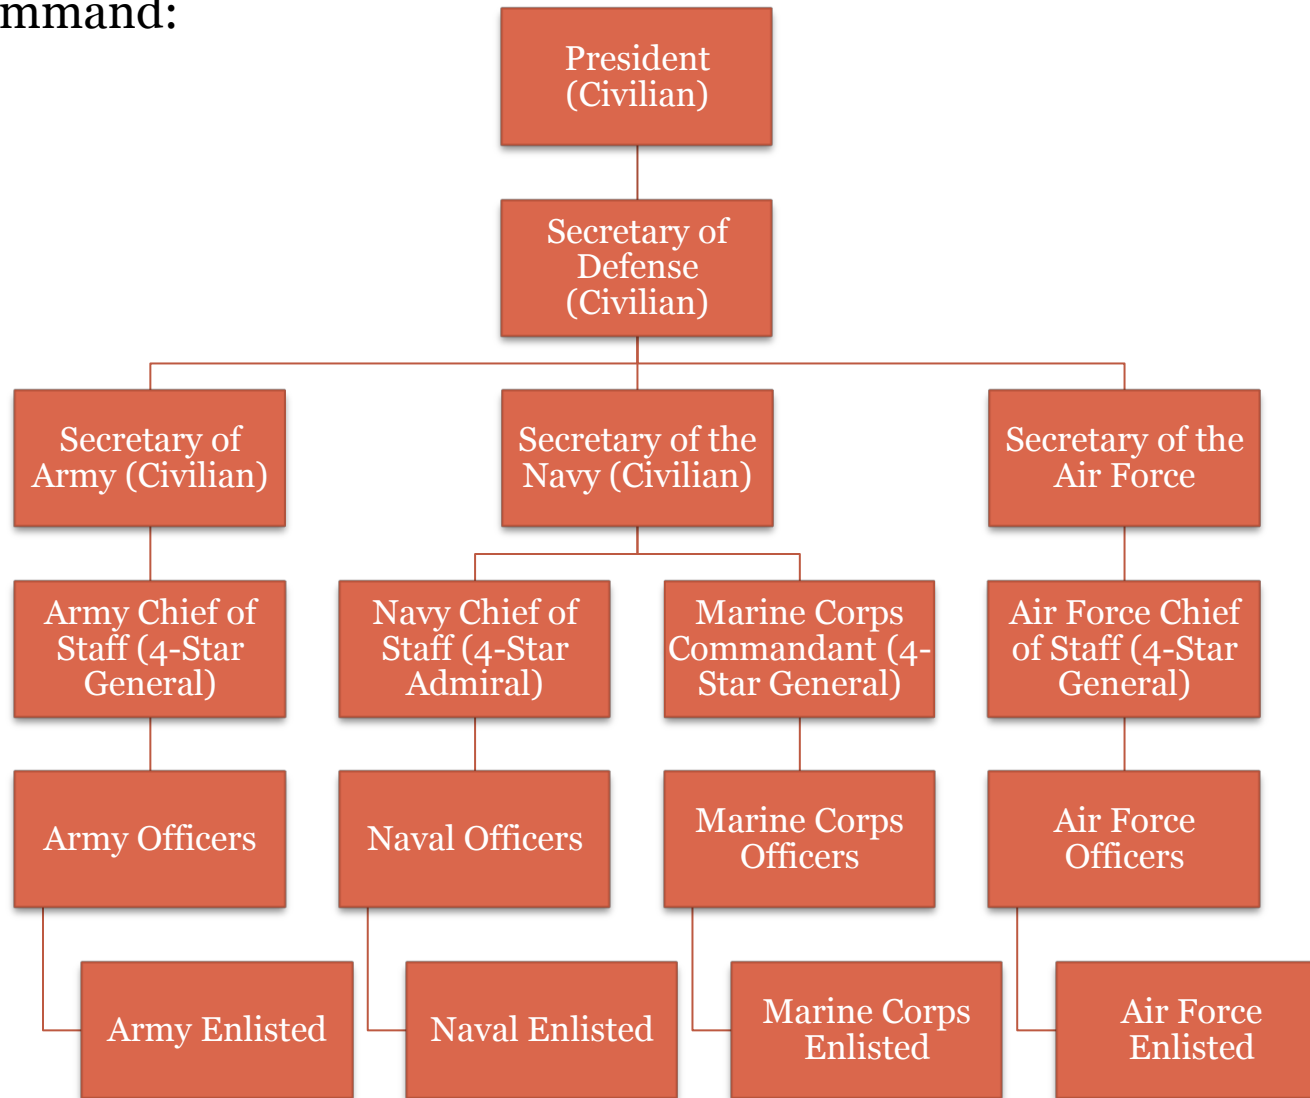 mmand:
President
(Civilian)
Secretary of
Defense
(Civilian)
Secretary of
Army (Civilian)
Secretary of the
Navy (Civilian)
Secretary of the
Air Force
Army Chief of
Staff (4-Star
General)
Navy Chief of
Staff (4-Star
Admiral)
Marine Corps
Commandant (4-
Star General)
Air Force Chief
of Staff (4-Star
General)
Army Officers
Naval Officers
Marine Corps
Officers
Air Force
Officers
Army Enlisted
Naval Enlisted
Marine Corps
Enlisted
Air Force
Enlisted